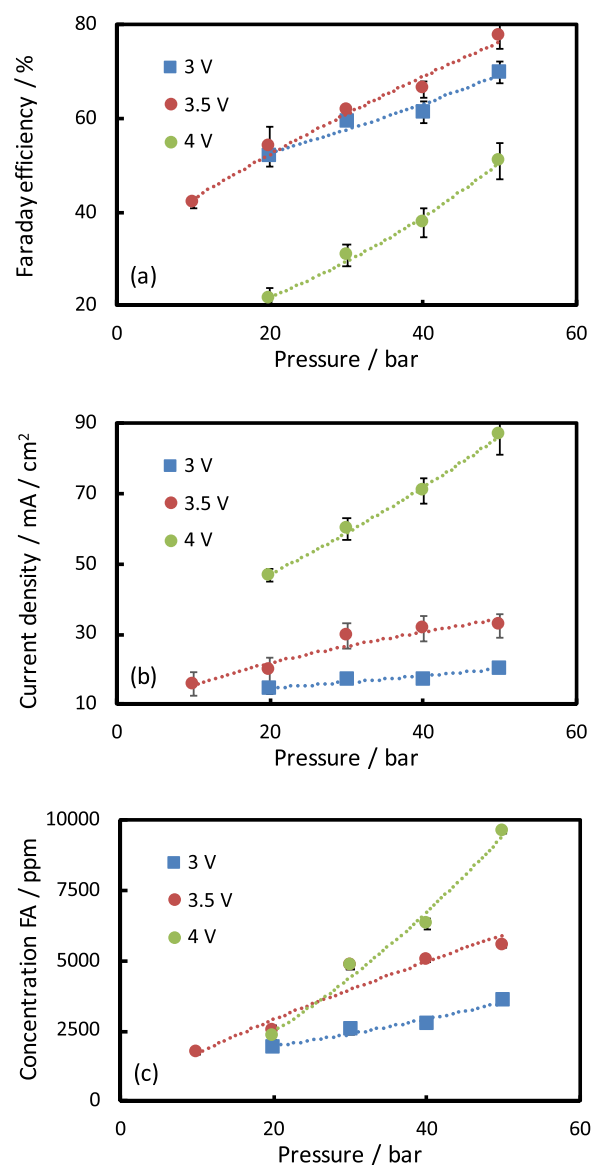 80
60
40
20
Faraday efficiency / %
3 V
3.5 V
4 V
(a)
0
20
40
60
Pressure / bar
90
70
50
30
10
Current density / mA / cm²
3 V
3.5 V
4 V
(b)
0
20
40
60
Pressure / bar
10000
7500
5000
2500
0
Concentration FA / ppm
3 V
3.5 V
4 V
(c)
0
20
40
60
Pressure / bar